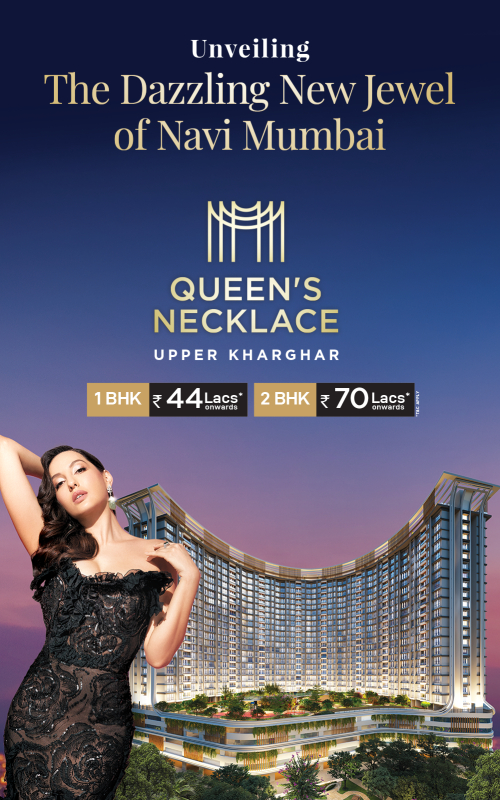 Unveiling
The Dazzling New Jewel
of Navi Mumbai
QUEEN'S
NECKLACE
UPPER KHARGHAR
1 BHK ₹ 44 Lacs* onwards 2 BHK ₹ 70 Lacs* onwards
*T&C APPLY